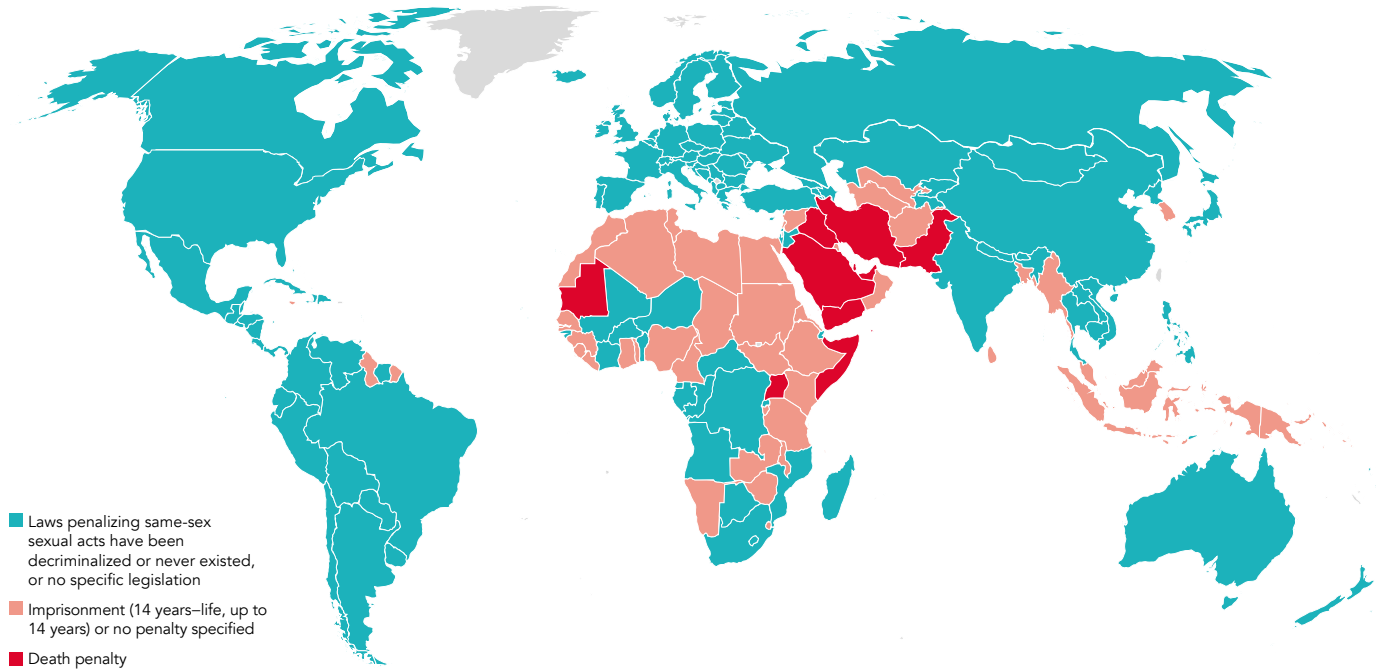 Laws penalizing same-sex
sexual acts have been
decriminalized or never existed,
or no specific legislation
Imprisonment (14 years–life, up to
14 years) or no penalty specified
Death penalty